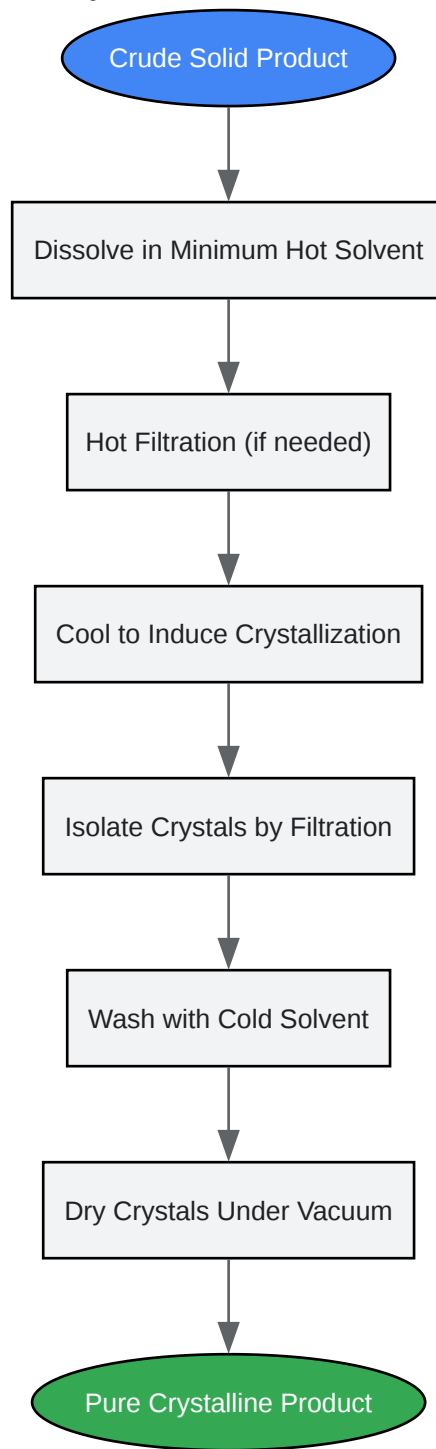 Crude Solid Product
Dissolve in Minimum Hot Solvent
Hot Filtration (if needed)
Cool to Induce Crystallization
Isolate Crystals by Filtration
Wash with Cold Solvent
Dry Crystals Under Vacuum
Pure Crystalline Product